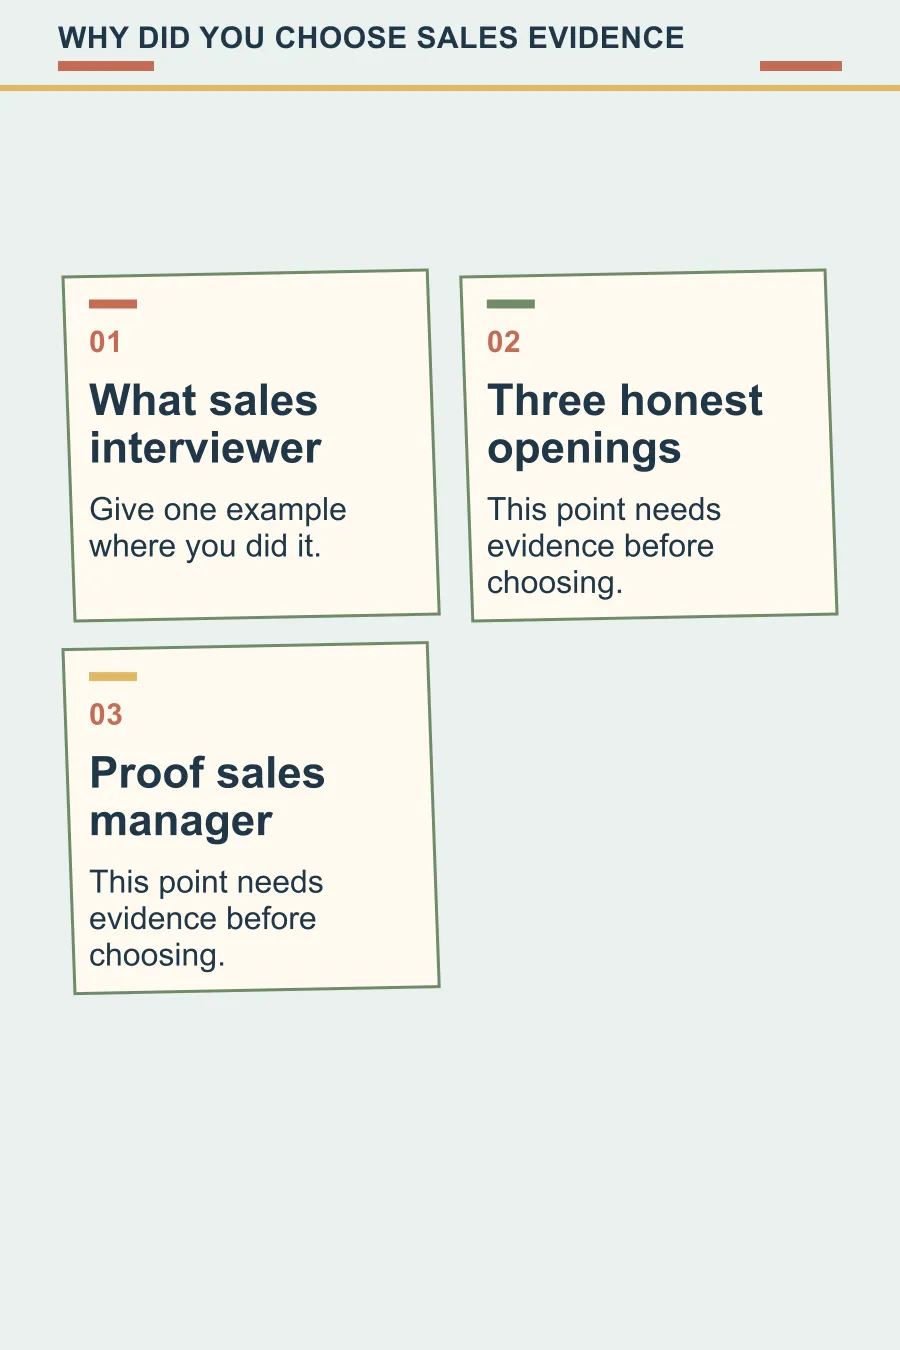 WHY DID YOU CHOOSE SALES EVIDENCE
01
What sales
interviewer
Give one example
where you did it.
02
Three honest
openings
This point needs
evidence before
choosing.
03
Proof sales
manager
This point needs
evidence before
choosing.